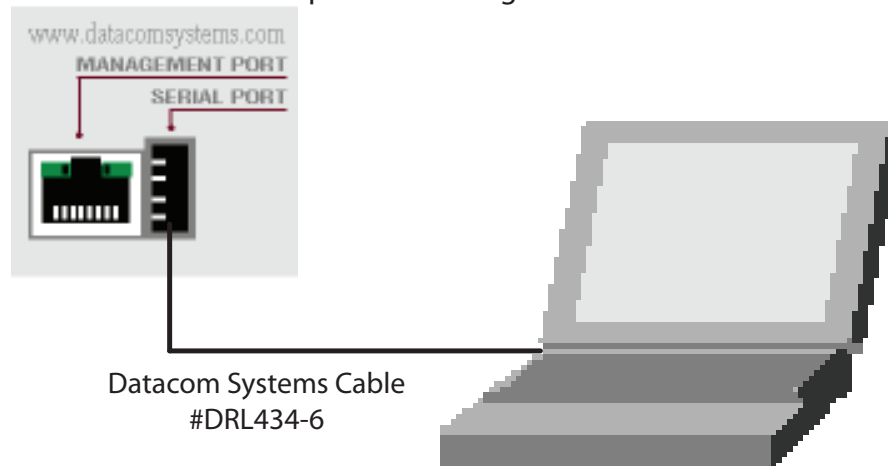 www.datacomsystems.com
MANAGEMENT PORT
SERIAL PORT
Datacom Systems Cable
#DRL434-6